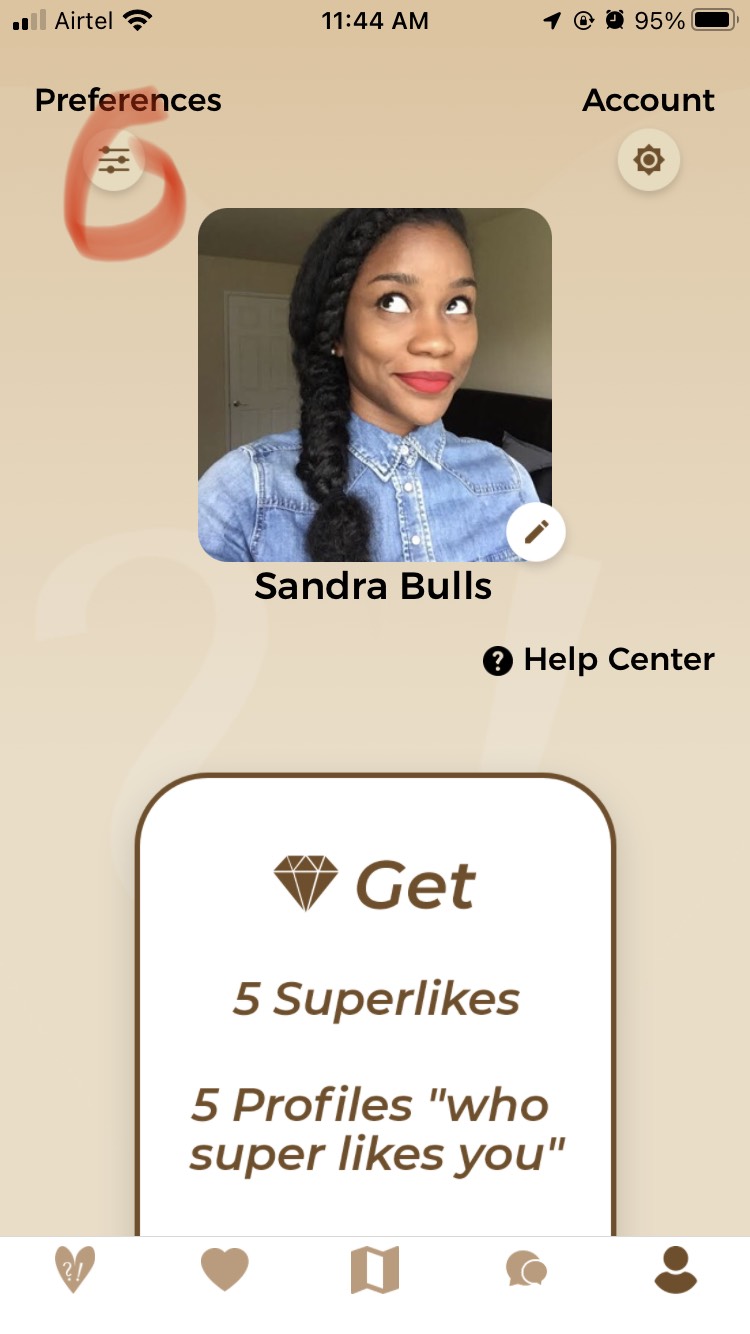 Airtel 11:44 AM 95%
Preferences Account
Sandra Bulls
? Help Center
Get
5 Superlikes
5 Profiles "who
super likes you"
?!